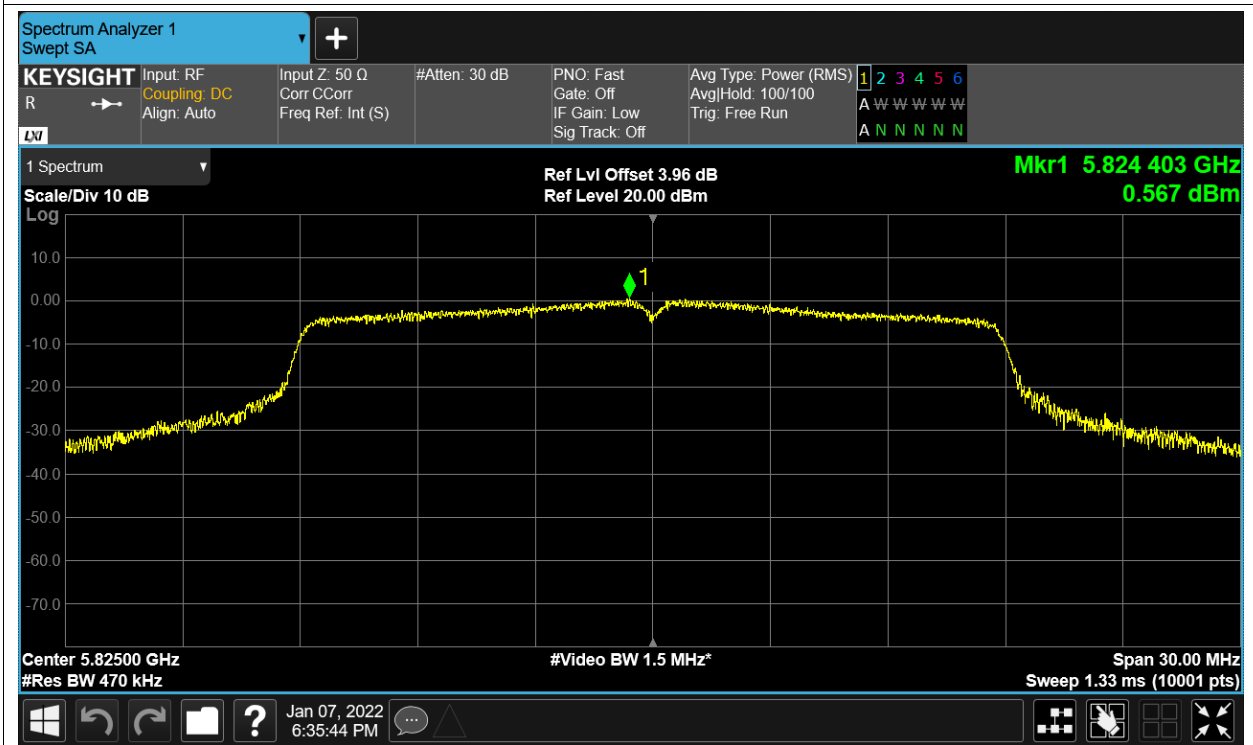 Spectrum Analyzer 1
Swept SA
KEYSIGHT
R
LXI
Input: RF
Coupling: DC
Align: Auto
Input Z: 50 Ω
Corr CCorr
Freq Ref: Int (S)
#Atten: 30 dB
PNO: Fast
Gate: Off
IF Gain: Low
Sig Track: Off
Avg Type: Power (RMS)
Avg|Hold: 100/100
Trig: Free Run
1 2 3 4 5 6
A W W W W W
A N N N N N
1 Spectrum
Scale/Div 10 dB
Ref Lvl Offset 3.96 dB
Ref Level 20.00 dBm
Mkr1 5.824 403 GHz
0.567 dBm
Log
10.0
0.00
-10.0
-20.0
-30.0
-40.0
-50.0
-60.0
-70.0
1
Center 5.82500 GHz
#Res BW 470 kHz
#Video BW 1.5 MHz*
Span 30.00 MHz
Sweep 1.33 ms (10001 pts)
?
Jan 07, 2022
6:35:44 PM